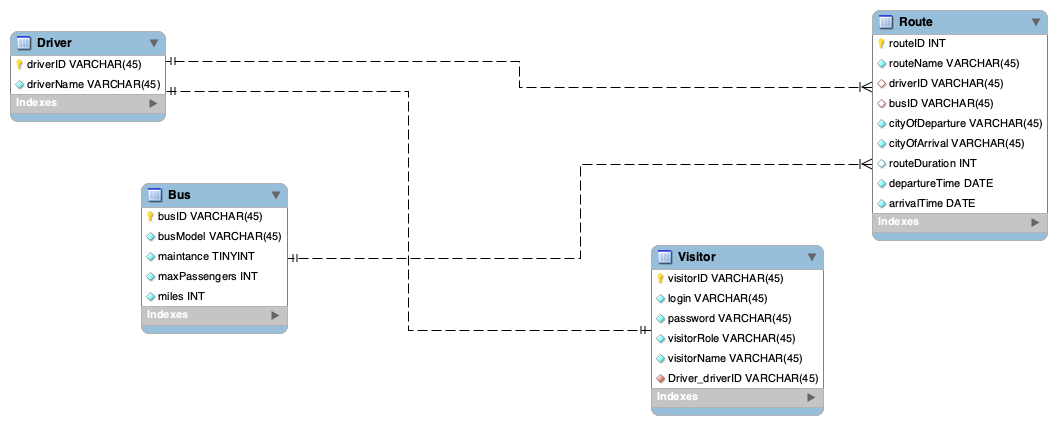 Driver
driverID VARCHAR(45)
driverName VARCHAR(45)
Indexes
Bus
busID VARCHAR(45)
busModel VARCHAR(45)
maintance TINYINT
maxPassengers INT
miles INT
Indexes
Visitor
visitorID VARCHAR(45)
login VARCHAR(45)
password VARCHAR(45)
visitorRole VARCHAR(45)
visitorName VARCHAR(45)
Driver_driverID VARCHAR(45)
Indexes
Route
routeID INT
routeName VARCHAR(45)
driverID VARCHAR(45)
busID VARCHAR(45)
cityOfDeparture VARCHAR(45)
cityOfArrival VARCHAR(45)
routeDuration INT
departureTime DATE
arrivalTime DATE
Indexes